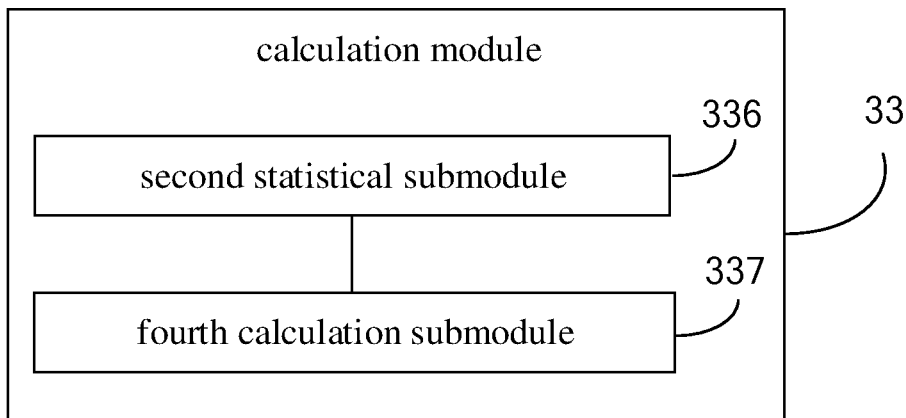 calculation module
336
33
second statistical submodule
337
fourth calculation submodule